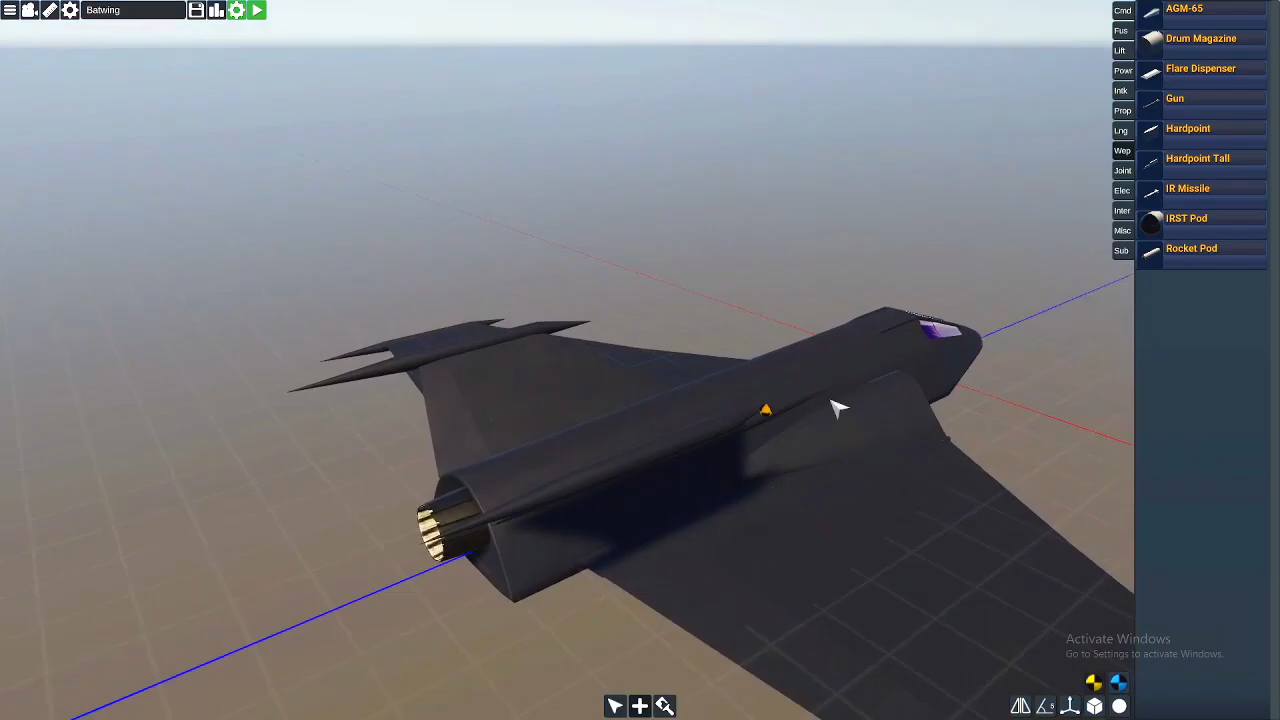 Batwing
Cmd
Fus
Lift
Powr
Intk
Prop
Lng
Wep
Joint
Elec
Inter
Misc
Sub
AGM-65
Drum Magazine
Flare Dispenser
Gun
Hardpoint
Hardpoint Tall
IR Missile
IRST Pod
Rocket Pod
Activate Windows
Go to Settings to activate Windows.
5